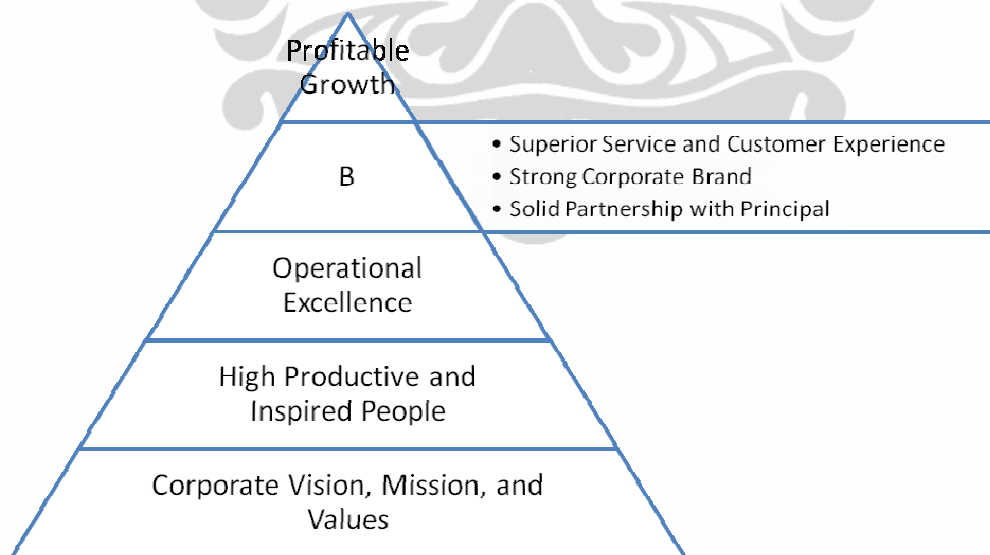 Profitable
Growth
B
• Superior Service and Customer Experience
• Strong Corporate Brand
• Solid Partnership with Principal
Operational
Excellence
High Productive and
Inspired People
Corporate Vision, Mission, and
Values